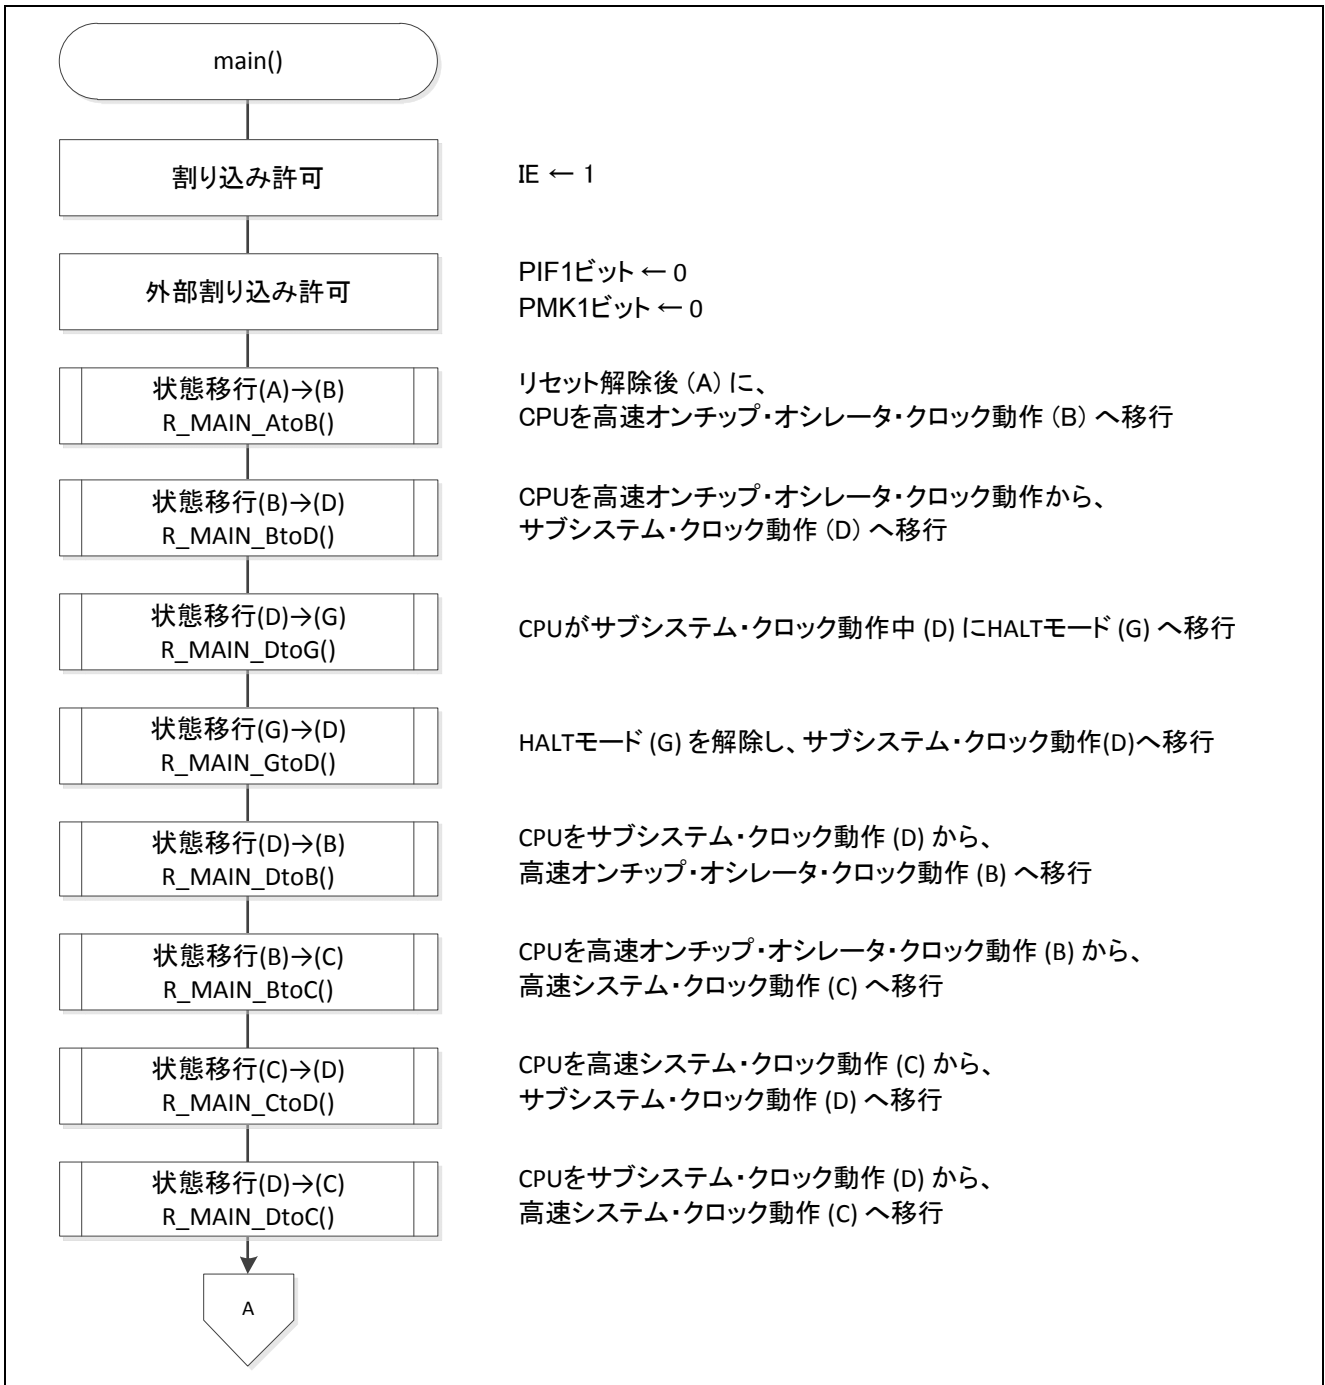 main()
割り込み許可
IE ← 1
外部割り込み許可
PIF1ビット ← 0
PMK1ビット ← 0
状態移行(A)→(B)
R_MAIN_AtoB()
リセット解除後 (A) に、
CPUを高速オンチップ・オシレータ・クロック動作 (B) へ移行
状態移行(B)→(D)
R_MAIN_BtoD()
CPUを高速オンチップ・オシレータ・クロック動作から、
サブシステム・クロック動作 (D) へ移行
状態移行(D)→(G)
R_MAIN_DtoG()
CPUがサブシステム・クロック動作中 (D) にHALTモード (G) へ移行
状態移行(G)→(D)
R_MAIN_GtoD()
HALTモード (G) を解除し、サブシステム・クロック動作(D)へ移行
状態移行(D)→(B)
R_MAIN_DtoB()
CPUをサブシステム・クロック動作 (D) から、
高速オンチップ・オシレータ・クロック動作 (B) へ移行
状態移行(B)→(C)
R_MAIN_BtoC()
CPUを高速オンチップ・オシレータ・クロック動作 (B) から、
高速システム・クロック動作 (C) へ移行
状態移行(C)→(D)
R_MAIN_CtoD()
CPUを高速システム・クロック動作 (C) から、
サブシステム・クロック動作 (D) へ移行
状態移行(D)→(C)
R_MAIN_DtoC()
CPUをサブシステム・クロック動作 (D) から、
高速システム・クロック動作 (C) へ移行
A